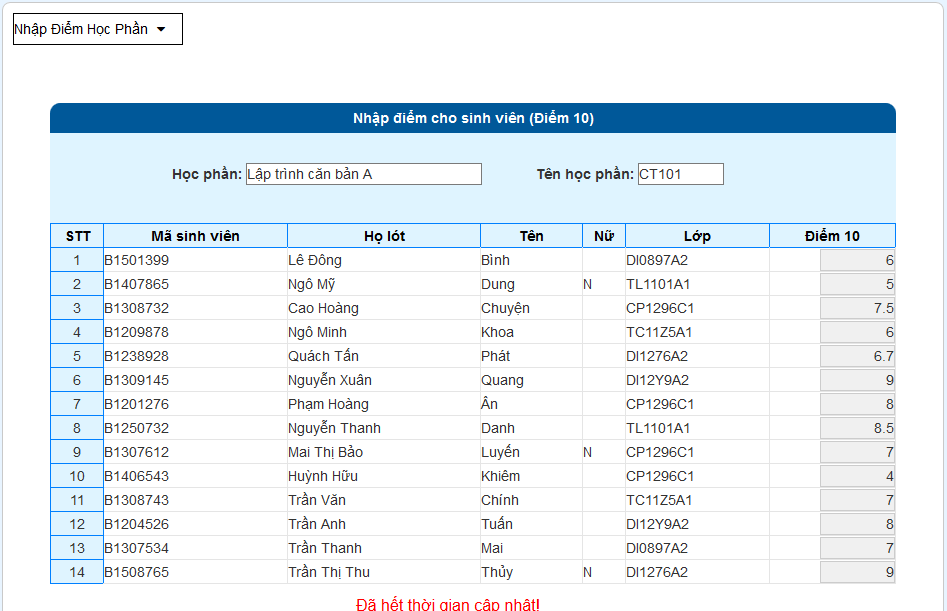 Nhập Điểm Học Phần
Nhập điểm cho sinh viên (Điểm 10)
Học phần: Lập trình căn bản A Tên học phần: CT101
STT Mã sinh viên Họ lót Tên Nữ Lớp Điểm 10
1 B1501399 Lê Đông Bình DI0897A2 6
2 B1407865 Ngô Mỹ Dung N TL1101A1 5
3 B1308732 Cao Hoàng Chuyện CP1296C1 7.5
4 B1209878 Ngô Minh Khoa TC11Z5A1 6
5 B1238928 Quách Tấn Phát DI1276A2 6.7
6 B1309145 Nguyễn Xuân Quang DI12Y9A2 9
7 B1201276 Phạm Hoàng Ân CP1296C1 8
8 B1250732 Nguyễn Thanh Danh TL1101A1 8.5
9 B1307612 Mai Thị Bảo Luyến N CP1296C1 7
10 B1406543 Huỳnh Hữu Khiêm CP1296C1 4
11 B1308743 Trần Văn Chính TC11Z5A1 7
12 B1204526 Trần Anh Tuấn DI12Y9A2 8
13 B1307534 Trần Thanh Mai DI0897A2 7
14 B1508765 Trần Thị Thu Thủy N DI1276A2 9
Đã hết thời gian cập nhật!